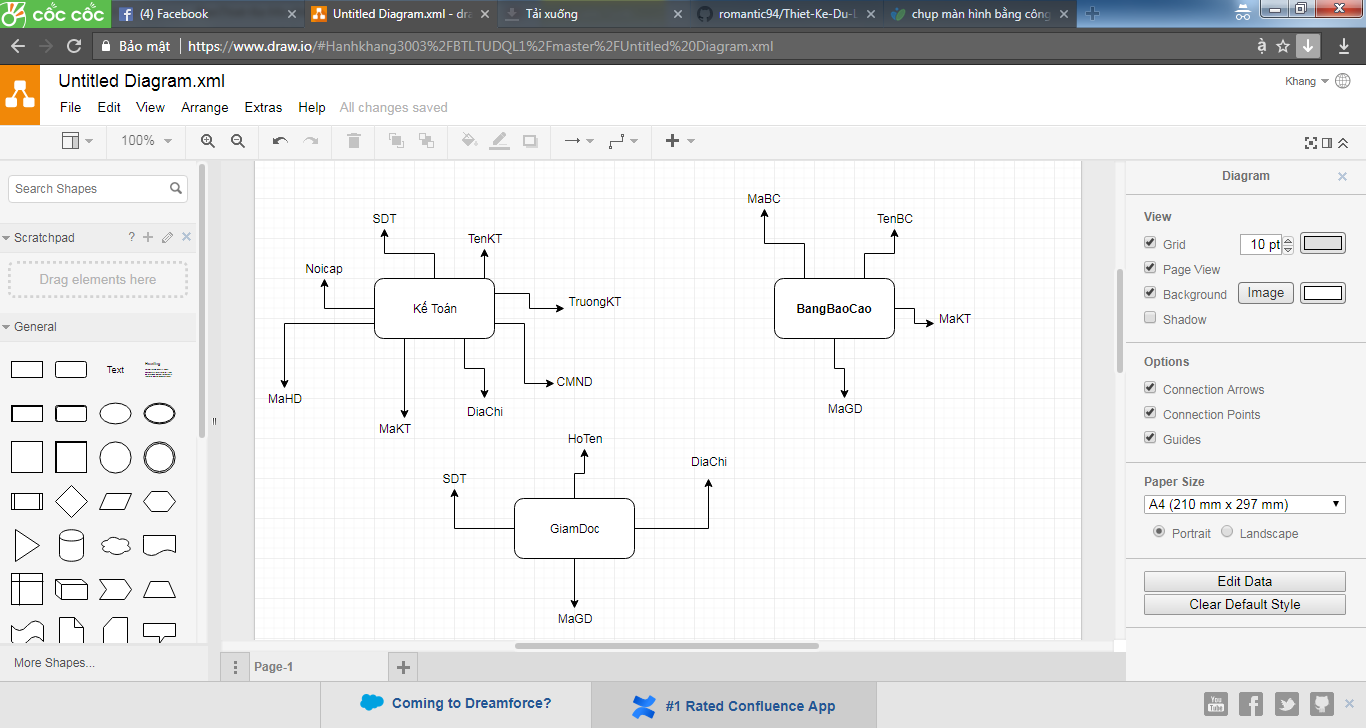 cốc cốc
(4) Facebook
Untitled Diagram.xml - dra
Tải xuống
romantic94/Thiet-Ke-Du-L
chụp màn hình bằng công
Bảo mật
https://www.draw.io/#Hanhkhang3003%2FBTLTUDQL1%2Fmaster%2FUntitled%20Diagram.xml
ạ
Untitled Diagram.xml
Khang
File Edit View Arrange Extras Help All changes saved
100%
Search Shapes
Scratchpad
?
Drag elements here
General
Text
Heading
More Shapes...
SDT
TenKT
Noicap
Kế Toán
TruongKT
MaHD
MaKT
DiaChi
CMND
MaBC
TenBC
BangBaoCao
MaKT
MaGD
HoTen
SDT
DiaChi
GiamDoc
MaGD
Diagram
View
Grid
10 pt
Page View
Background
Image
Shadow
Options
Connection Arrows
Connection Points
Guides
Paper Size
A4 (210 mm x 297 mm)
Portrait
Landscape
Edit Data
Clear Default Style
Page-1
Coming to Dreamforce?
#1 Rated Confluence App
You
Tube